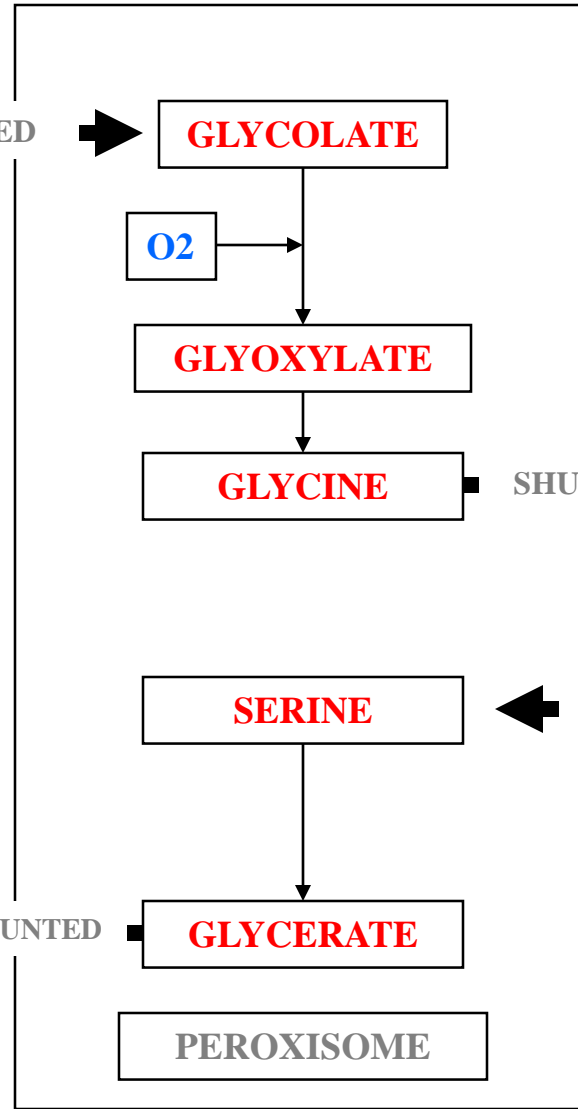 ED
GLYCOLATE
O2
GLYOXYLATE
GLYCINE
SHU
SERINE
UNTED
GLYCERATE
PEROXISOME